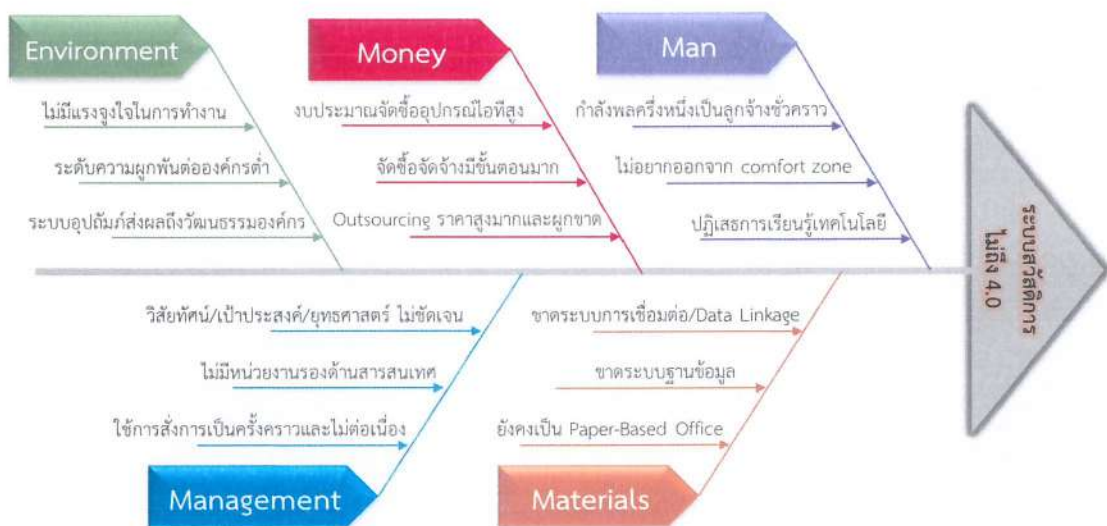 Environment
ไม่มีแรงจูงใจในการทำงาน
ระดับความผูกพันต่อองค์กรต่ำ
ระบบอุปถัมภ์ส่งผลถึงวัฒนธรรมองค์กร
Money
งบประมาณจัดซื้ออุปกรณ์ไอทีสูง
จัดซื้อจัดจ้างมีขั้นตอนมาก
Outsourcing ราคาสูงมากและผูกขาด
Man
กำลังพลครึ่งหนึ่งเป็นลูกจ้างชั่วคราว
ไม่อยากออกจาก comfort zone
ปฏิเสธการเรียนรู้เทคโนโลยี
วิสัยทัศน์/เป้าประสงค์/ยุทธศาสตร์ ไม่ชัดเจน
ไม่มีหน่วยงานรองด้านสารสนเทศ
ใช้การสั่งการเป็นครั้งคราวและไม่ต่อเนื่อง
Management
ขาดระบบการเชื่อมต่อ/Data Linkage
ขาดระบบฐานข้อมูล
ยังคงเป็น Paper-Based Office
Materials
ระบบสวัสดิการ
ไม่ถึง 4.0